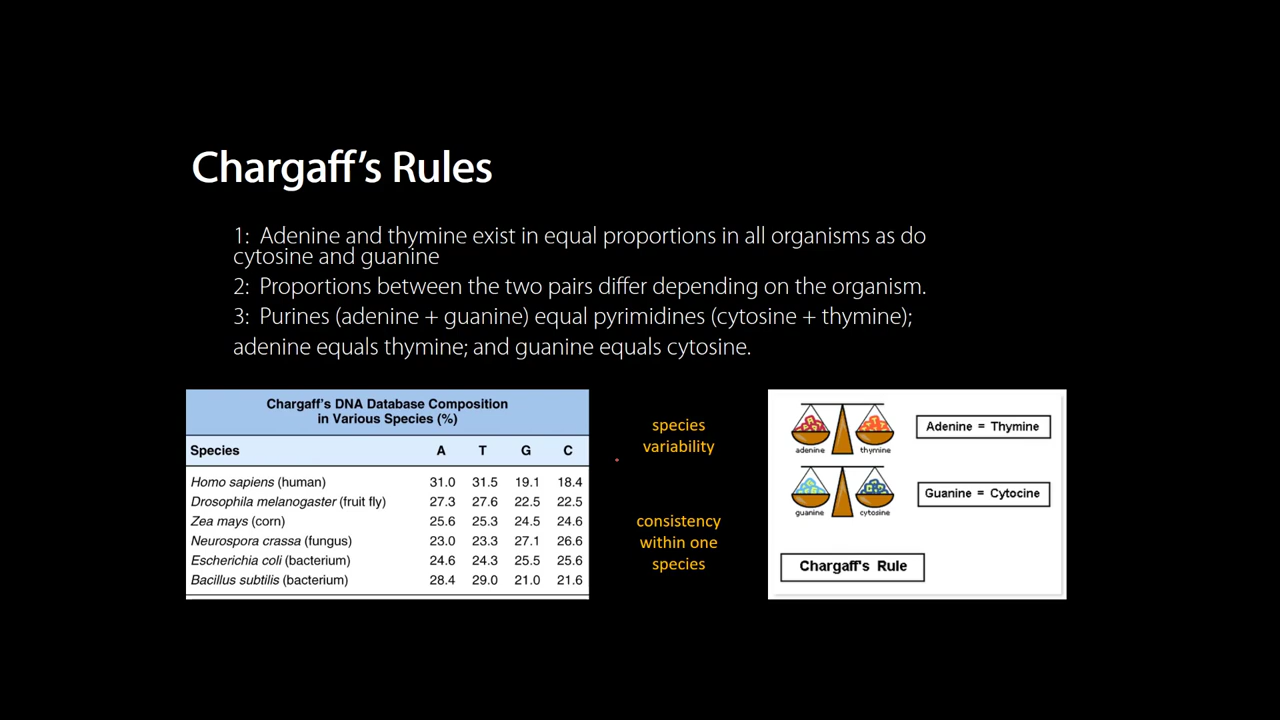 Chargaff's Rules
1: Adenine and thymine exist in equal proportions in all organisms as do
cytosine and guanine
2: Proportions between the two pairs differ depending on the organism.
3: Purines (adenine + guanine) equal pyrimidines (cytosine + thymine);
adenine equals thymine; and guanine equals cytosine.
Chargaff's DNA Database Composition
in Various Species (%)
Species A T G C
Homo sapiens (human) 31.0 31.5 19.1 18.4
Drosophila melanogaster (fruit fly) 27.3 27.6 22.5 22.5
Zea mays (corn) 25.6 25.3 24.5 24.6
Neurospora crassa (fungus) 23.0 23.3 27.1 26.6
Escherichia coli (bacterium) 24.6 24.3 25.5 25.6
Bacillus subtilis (bacterium) 28.4 29.0 21.0 21.6
species
variability
consistency
within one
species
adenine thymine
Adenine = Thymine
guanine cytosine
Guanine = Cytocine
Chargaff's Rule